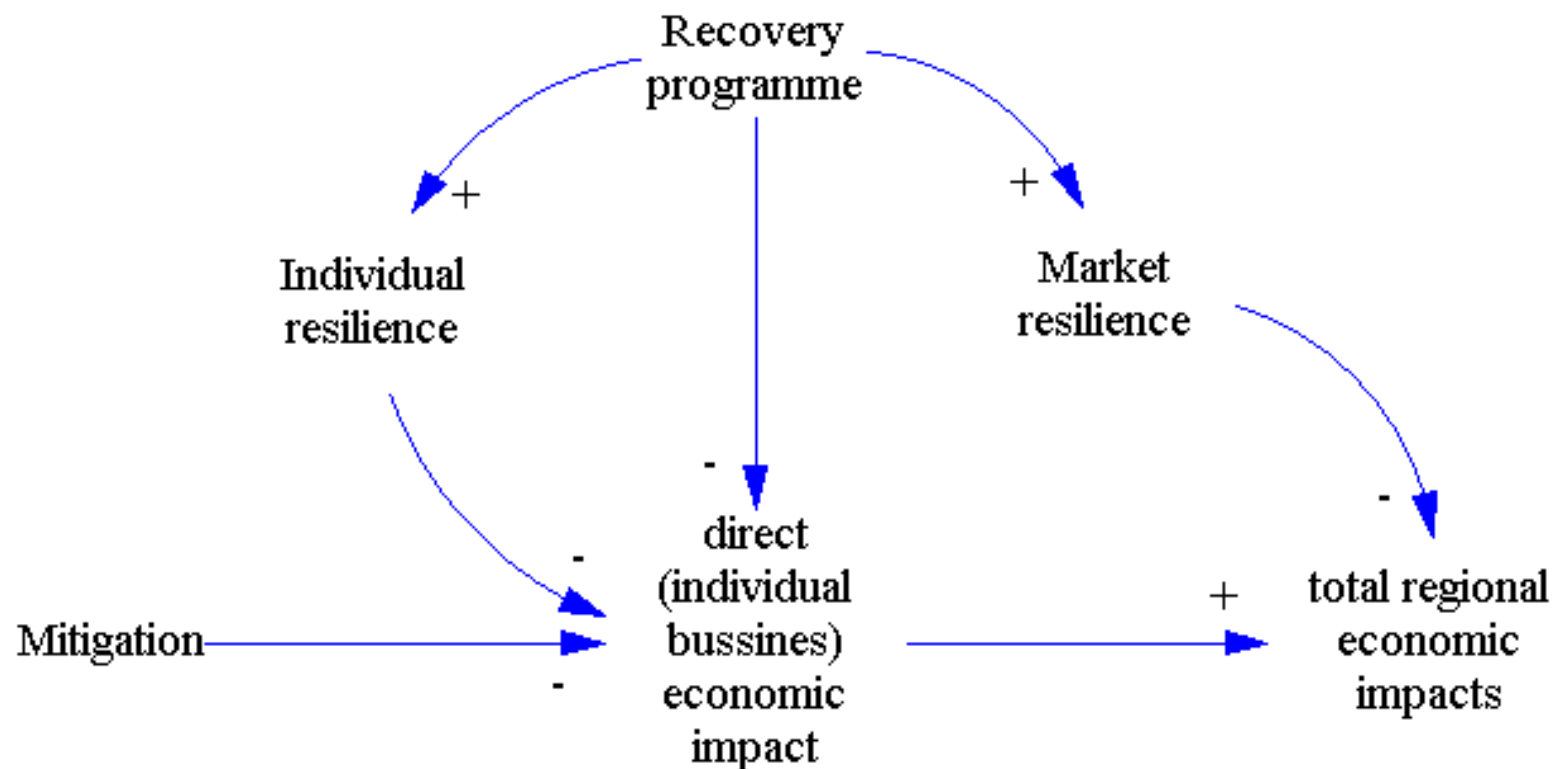 Recovery
programme
+
+
Individual
resilience
Market
resilience
-
-
-
direct
(individual
bussines)
economic
impact
Mitigation
-
+
total regional
economic
impacts